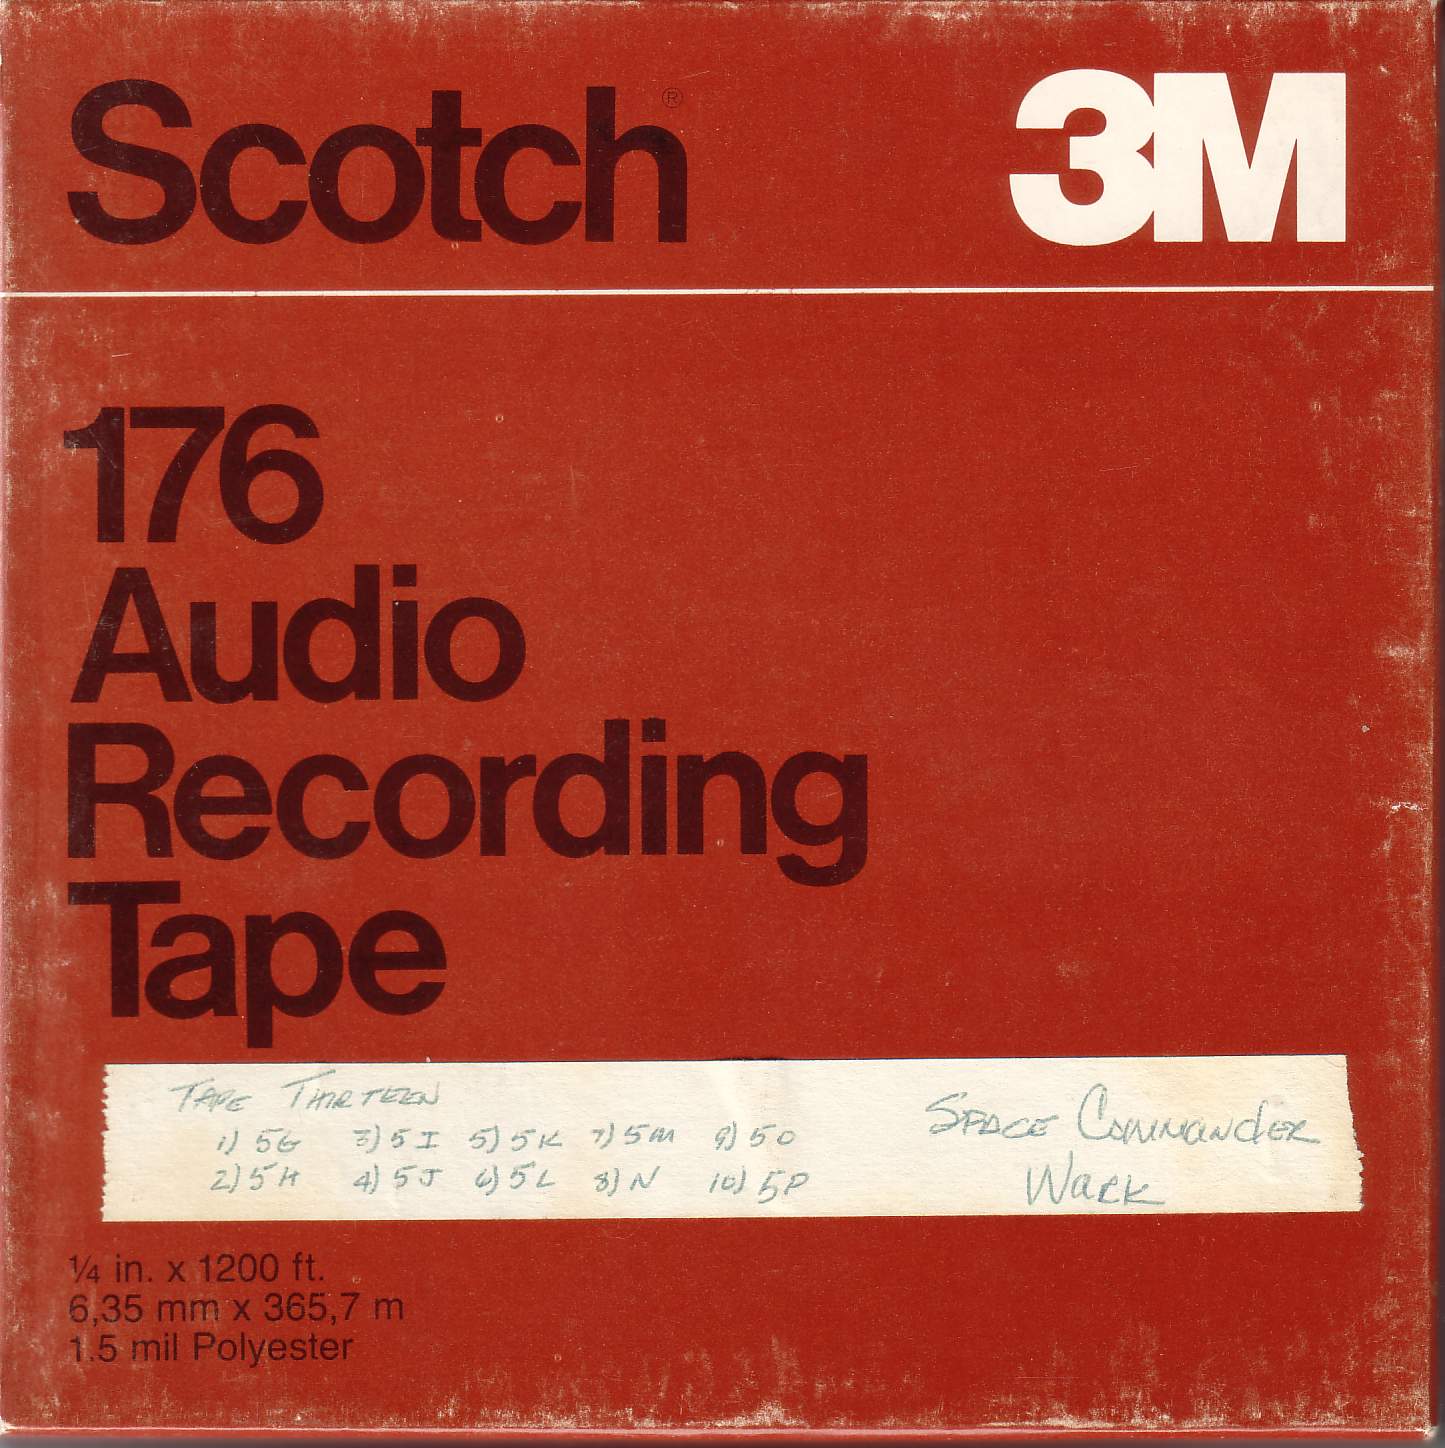 Scotch® 3M
176
Audio
Recording
Tape
TAPE THIRTEEN
1) 5G 3) 5I 5) 5K 7) 5M 9) 5O
2) 5H 4) 5J 6) 5L 8) N 10) 5P
SPACE COMMANDER
WARK
¼ in. x 1200 ft.
6,35 mm x 365,7 m
1.5 mil Polyester